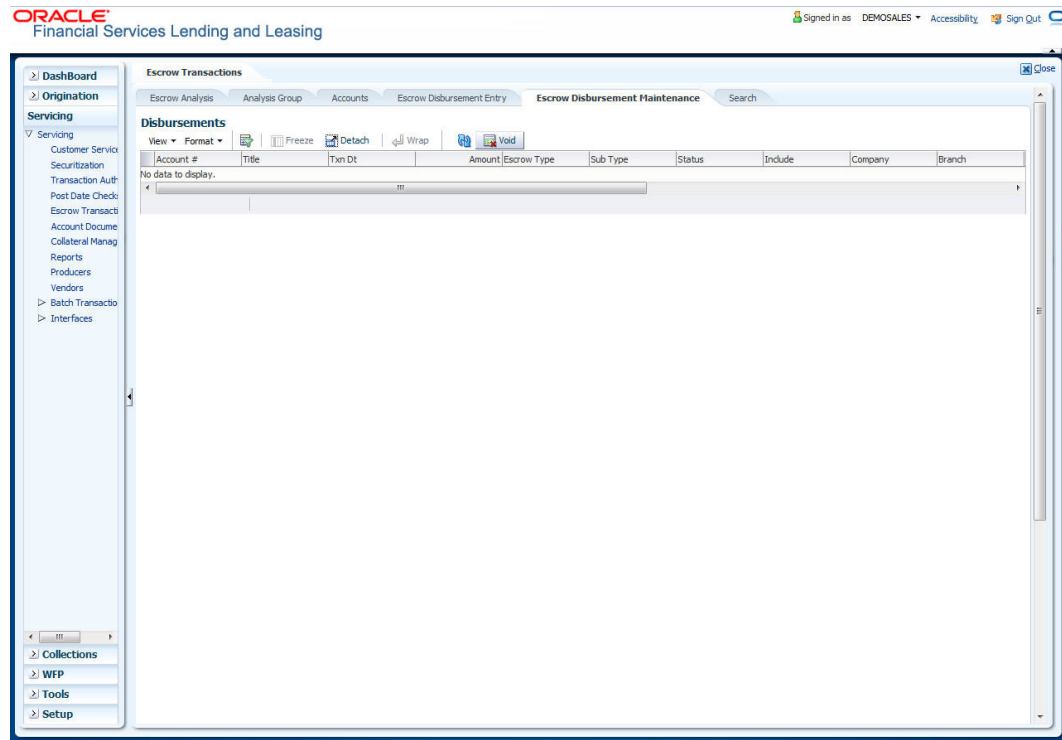 ORACLE
Financial Services Lending and Leasing
Signed in as DEMOSALES Accessibility Sign Out
Close
DashBoard
Origination
Servicing
Servicing
Customer Service
Securitization
Transaction Auth
Post Date Checks
Escrow Transacti
Account Docume
Collateral Manag
Reports
Producers
Vendors
Batch Transactio
Interfaces
Collections
WFP
Tools
Setup
Escrow Transactions
Escrow Analysis Analysis Group Accounts Escrow Disbursement Entry Escrow Disbursement Maintenance Search
Disbursements
View Format Freeze Detach Wrap Void
Account # Title Txn Dt Amount Escrow Type Sub Type Status Include Company Branch
No data to display.